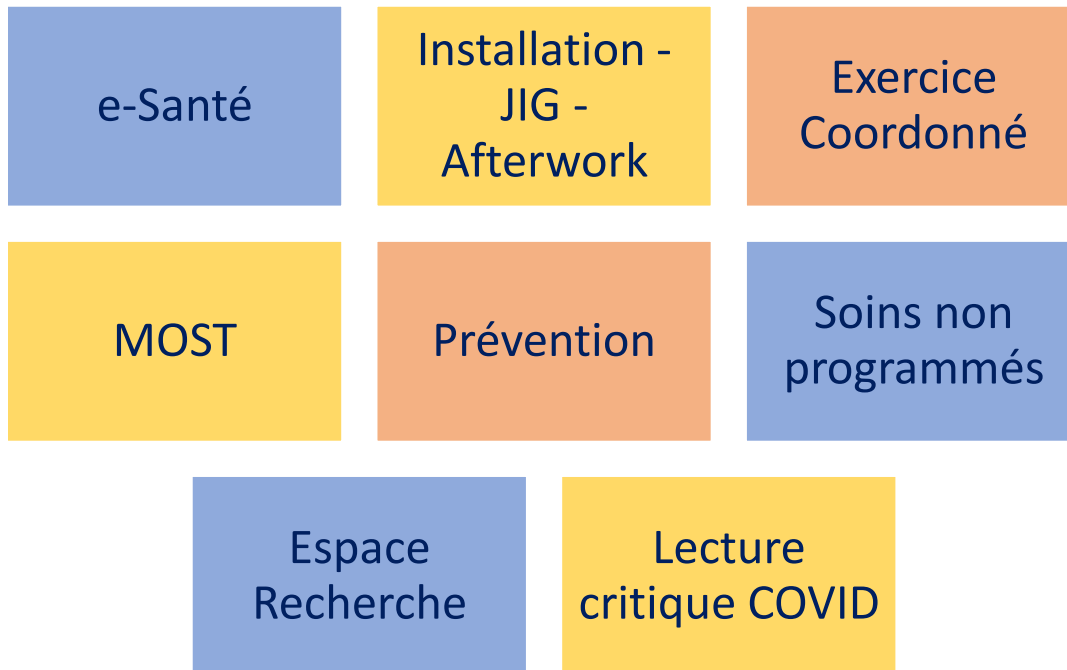 e-Santé
Installation -
JIG -
Afterwork
Exercice
Coordonné
MOST
Prévention
Soins non
programmés
Espace
Recherche
Lecture
critique COVID